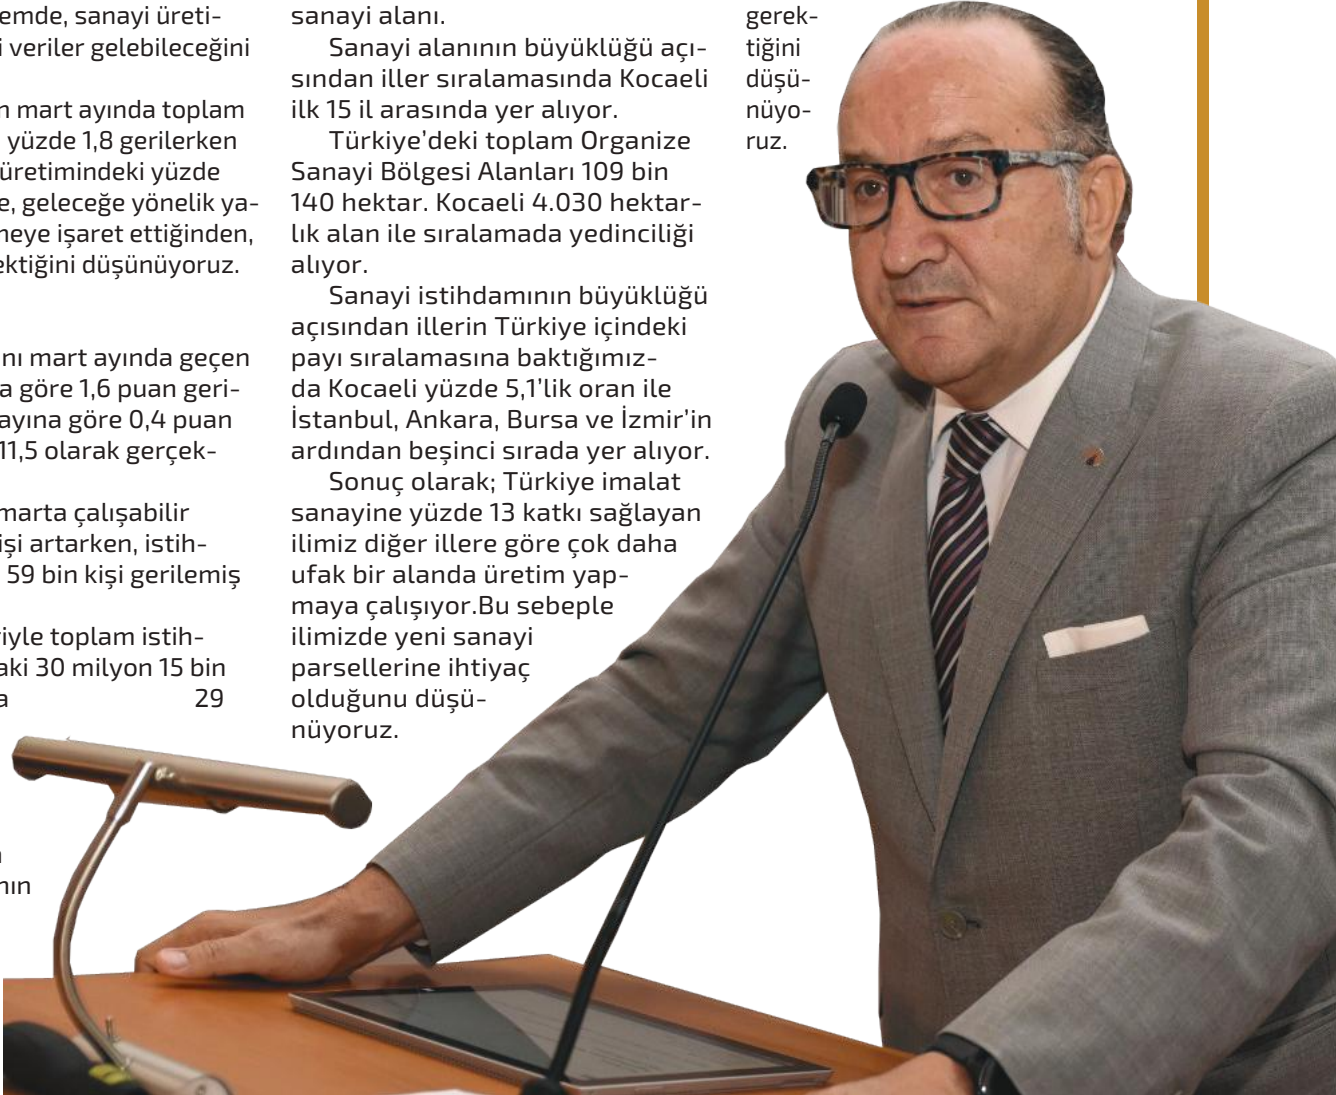 emde, sanayi üreti-
i veriler gelebileceğini
n mart ayında toplam
yüzde 1,8 gerilerken
üretimindeki yüzde
e, geleceğe yönelik ya-
neye işaret ettiğinden,
ektiğini düşünüyoruz.
nı mart ayında geçen
a göre 1,6 puan geri-
ayına göre 0,4 puan
11,5 olarak gerçek-
marta çalışabilir
işi artarken, istih-
59 bin kişi gerilemiş
iyle toplam istih-
aki 30 milyon 15 bin
a 29
nın
sanayi alanı.
Sanayi alanının büyüklüğü açı-
sından iller sıralamasında Kocaeli
ilk 15 il arasında yer alıyor.
Türkiye'deki toplam Organize
Sanayi Bölgesi Alanları 109 bin
140 hektar. Kocaeli 4.030 hektar-
lık alan ile sıralamada yedinciliği
alıyor.
Sanayi istihdamının büyüklüğü
açısından illerin Türkiye içindeki
payı sıralamasına baktığımız-
da Kocaeli yüzde 5,1'lik oran ile
İstanbul, Ankara, Bursa ve İzmir'in
ardından beşinci sırada yer alıyor.
Sonuç olarak; Türkiye imalat
sanayine yüzde 13 katkı sağlayan
ilimiz diğer illere göre çok daha
ufak bir alanda üretim yap-
maya çalışıyor.Bu sebeple
ilimizde yeni sanayi
parsellerine ihtiyaç
olduğunu düşü-
nüyoruz.
gerek-
tiğini
düşü-
nüyo-
ruz.